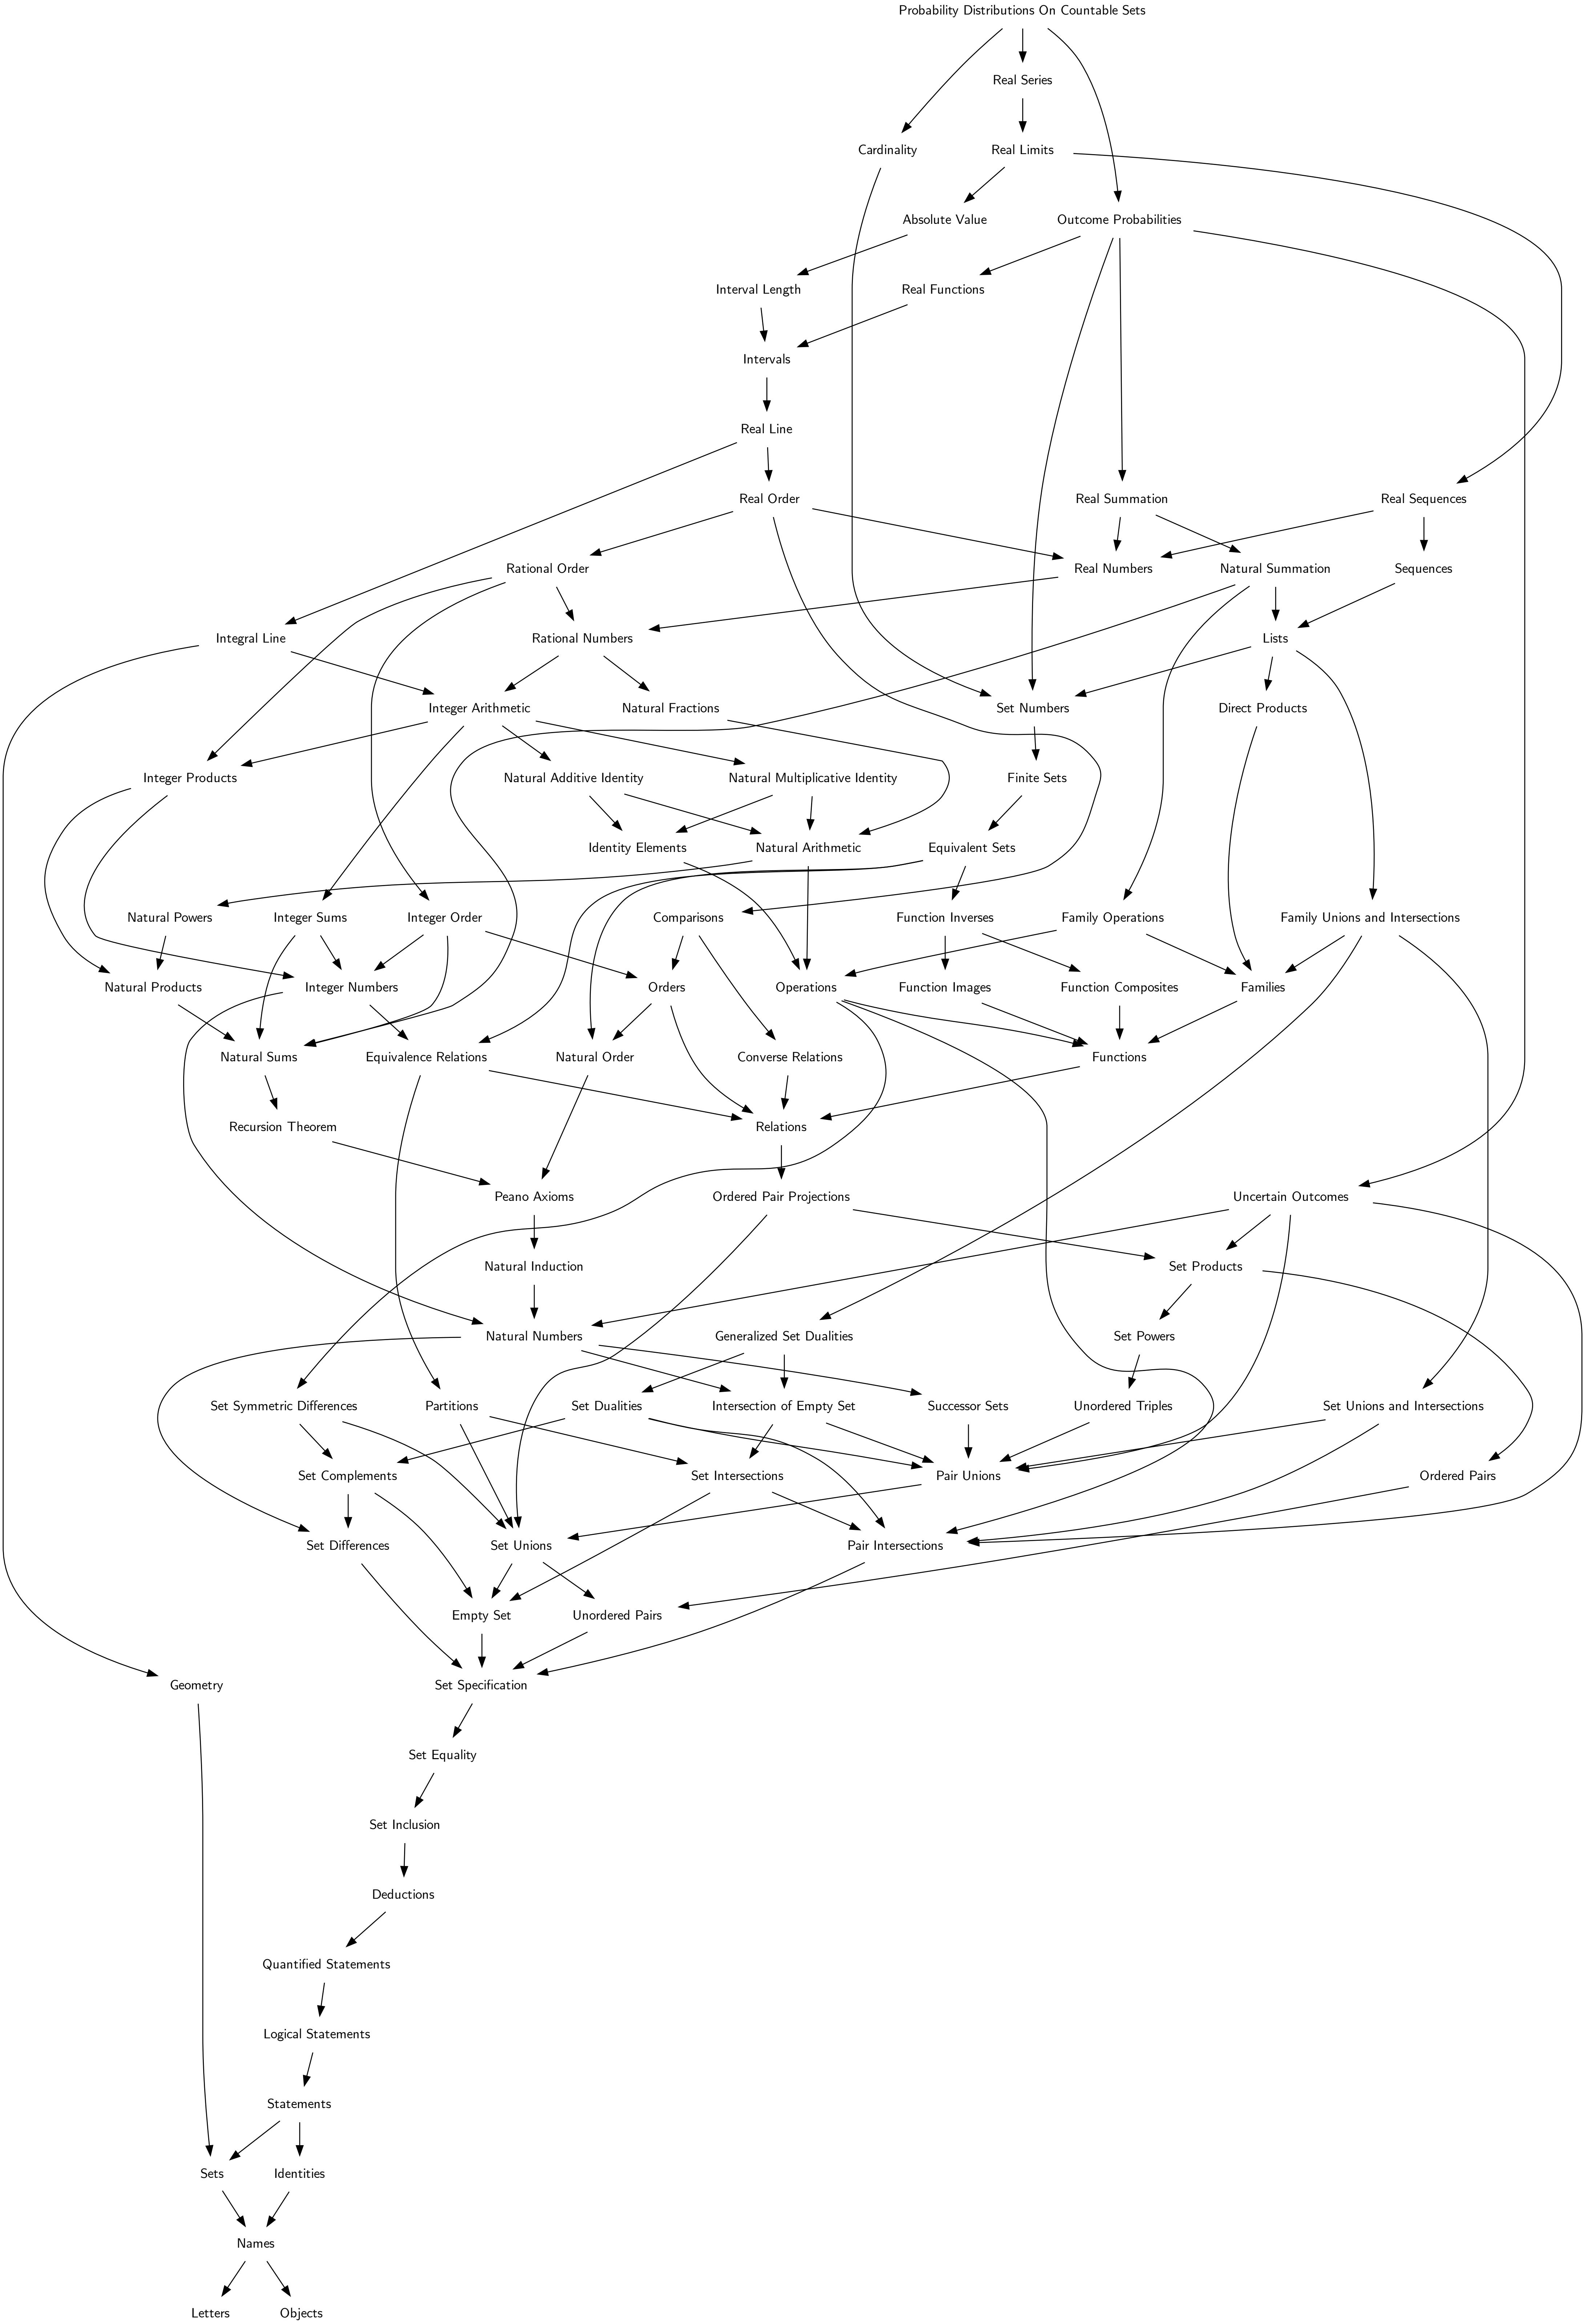 Probability Distributions On Countable Sets
Real Series
Cardinality
Real Limits
Absolute Value
Outcome Probabilities
Interval Length
Real Functions
Intervals
Real Line
Real Order
Real Summation
Real Sequences
Rational Order
Real Numbers
Natural Summation
Sequences
Integral Line
Rational Numbers
Lists
Integer Arithmetic
Natural Fractions
Set Numbers
Direct Products
Integer Products
Natural Additive Identity
Natural Multiplicative Identity
Finite Sets
Identity Elements
Natural Arithmetic
Equivalent Sets
Natural Powers
Integer Sums
Integer Order
Comparisons
Function Inverses
Family Operations
Family Unions and Intersections
Natural Products
Integer Numbers
Orders
Operations
Function Images
Function Composites
Families
Natural Sums
Equivalence Relations
Natural Order
Converse Relations
Functions
Recursion Theorem
Relations
Peano Axioms
Ordered Pair Projections
Uncertain Outcomes
Natural Induction
Set Products
Natural Numbers
Generalized Set Dualities
Set Powers
Set Symmetric Differences
Partitions
Set Dualities
Intersection of Empty Set
Successor Sets
Unordered Triples
Set Unions and Intersections
Set Complements
Set Intersections
Pair Unions
Ordered Pairs
Set Differences
Set Unions
Pair Intersections
Empty Set
Unordered Pairs
Geometry
Set Specification
Set Equality
Set Inclusion
Deductions
Quantified Statements
Logical Statements
Statements
Sets
Identities
Names
Letters
Objects